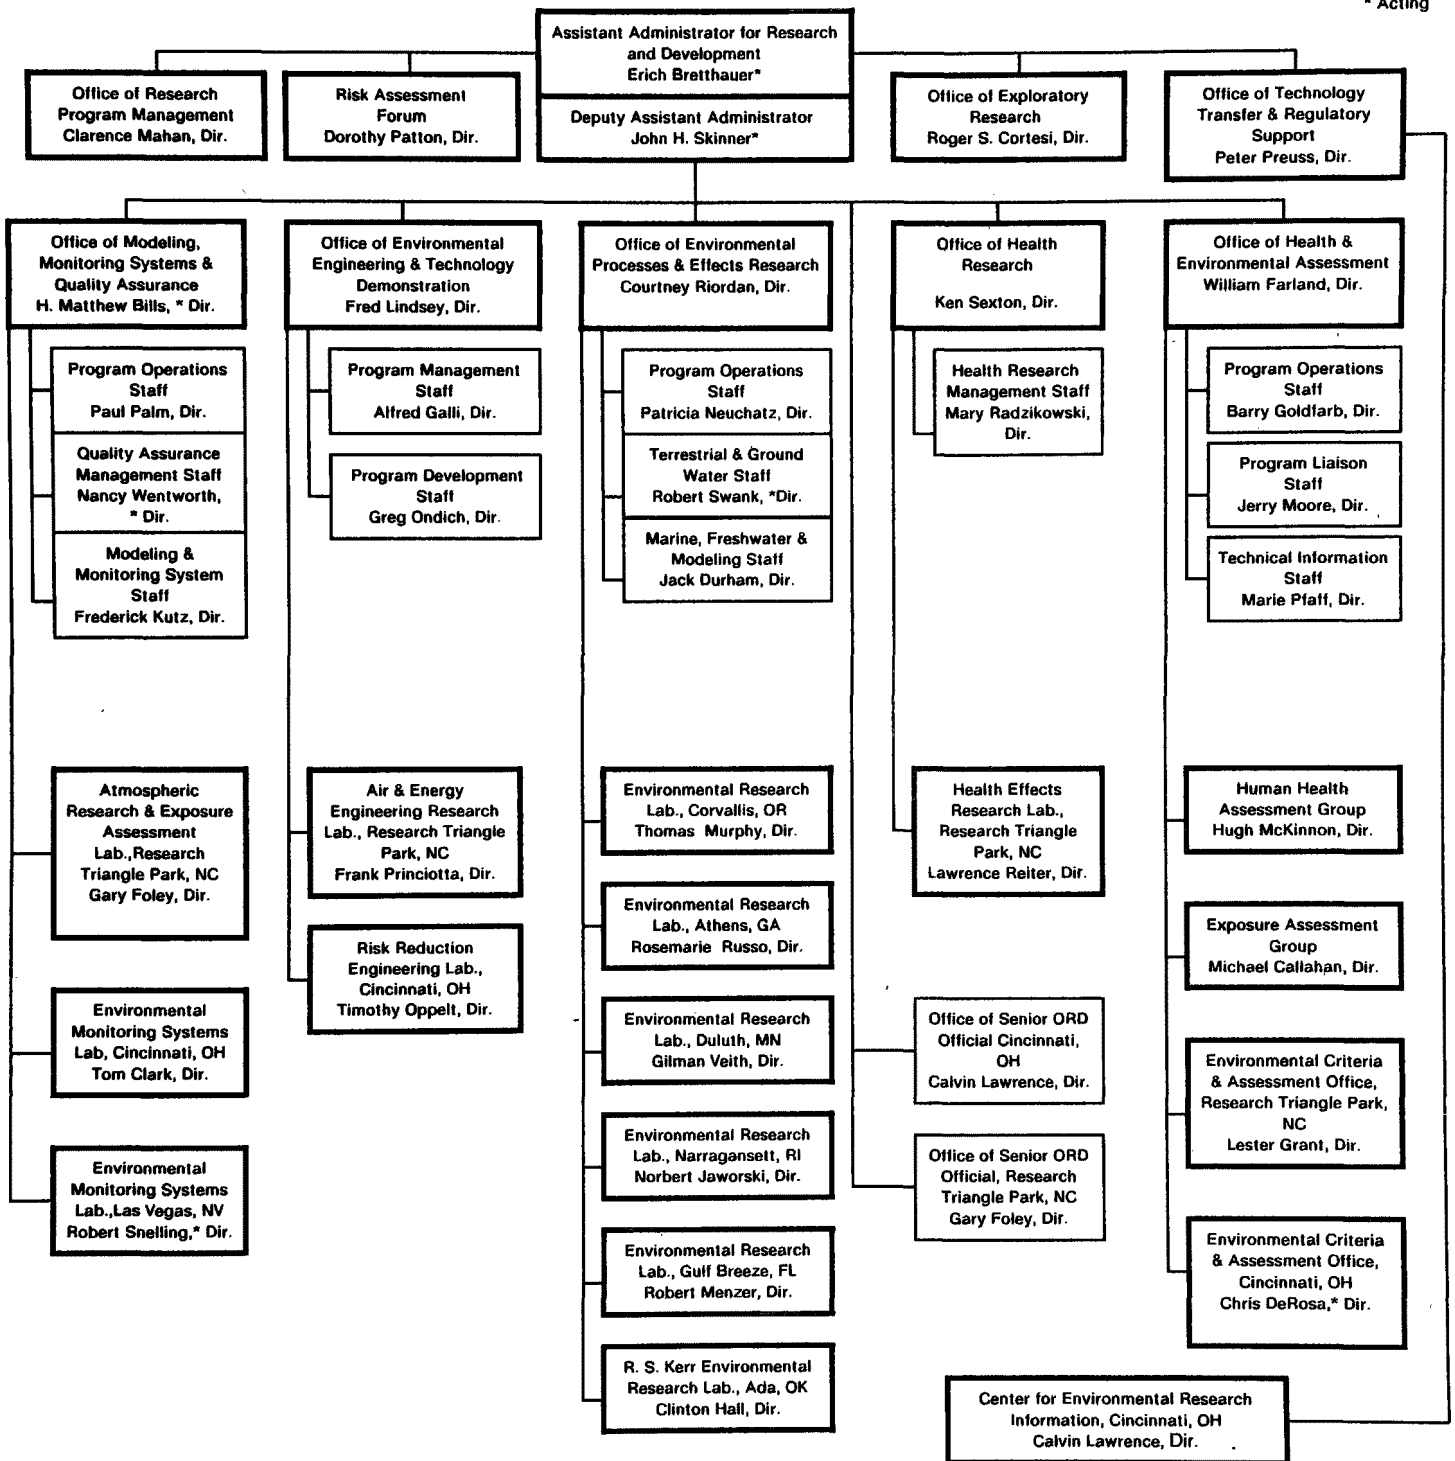 * Acting
Assistant Administrator for Research
and Development
Erich Bretthauer*
Deputy Assistant Administrator
John H. Skinner*
Office of Research
Program Management
Clarence Mahan, Dir.
Risk Assessment
Forum
Dorothy Patton, Dir.
Office of Exploratory
Research
Roger S. Cortesi, Dir.
Office of Technology
Transfer & Regulatory
Support
Peter Preuss, Dir.
Office of Modeling,
Monitoring Systems &
Quality Assurance
H. Matthew Bills, * Dir.
Program Operations
Staff
Paul Palm, Dir.
Quality Assurance
Management Staff
Nancy Wentworth,
* Dir.
Modeling &
Monitoring System
Staff
Frederick Kutz, Dir.
Atmospheric
Research & Exposure
Assessment
Lab.,Research
Triangle Park, NC
Gary Foley, Dir.
Environmental
Monitoring Systems
Lab, Cincinnati, OH
Tom Clark, Dir.
Environmental
Monitoring Systems
Lab.,Las Vegas, NV
Robert Snelling,* Dir.
Office of Environmental
Engineering & Technology
Demonstration
Fred Lindsey, Dir.
Program Management
Staff
Alfred Galli, Dir.
Program Development
Staff
Greg Ondich, Dir.
Air & Energy
Engineering Research
Lab., Research Triangle
Park, NC
Frank Princiotta, Dir.
Risk Reduction
Engineering Lab.,
Cincinnati, OH
Timothy Oppelt, Dir.
Office of Environmental
Processes & Effects Research
Courtney Riordan, Dir.
Program Operations
Staff
Patricia Neuchatz, Dir.
Terrestrial & Ground
Water Staff
Robert Swank, *Dir.
Marine, Freshwater &
Modeling Staff
Jack Durham, Dir.
Environmental Research
Lab., Corvallis, OR
Thomas Murphy, Dir.
Environmental Research
Lab., Athens, GA
Rosemarie Russo, Dir.
Environmental Research
Lab., Duluth, MN
Gilman Veith, Dir.
Environmental Research
Lab., Narragansett, RI
Norbert Jaworski, Dir.
Environmental Research
Lab., Gulf Breeze, FL
Robert Menzer, Dir.
R. S. Kerr Environmental
Research Lab., Ada, OK
Clinton Hall, Dir.
Office of Health
Research
Ken Sexton, Dir.
Health Research
Management Staff
Mary Radzikowski,
Dir.
Health Effects
Research Lab.,
Research Triangle
Park, NC
Lawrence Reiter, Dir.
Office of Senior ORD
Official Cincinnati,
OH
Calvin Lawrence, Dir.
Office of Senior ORD
Official, Research
Triangle Park, NC
Gary Foley, Dir.
Office of Health &
Environmental Assessment
William Farland, Dir.
Program Operations
Staff
Barry Goldfarb, Dir.
Program Liaison
Staff
Jerry Moore, Dir.
Technical Information
Staff
Marie Pfaff, Dir.
Human Health
Assessment Group
Hugh McKinnon, Dir.
Exposure Assessment
Group
Michael Callahan, Dir.
Environmental Criteria
& Assessment Office,
Research Triangle Park,
NC
Lester Grant, Dir.
Environmental Criteria
& Assessment Office,
Cincinnati, OH
Chris DeRosa,* Dir.
Center for Environmental Research
Information, Cincinnati, OH
Calvin Lawrence, Dir.